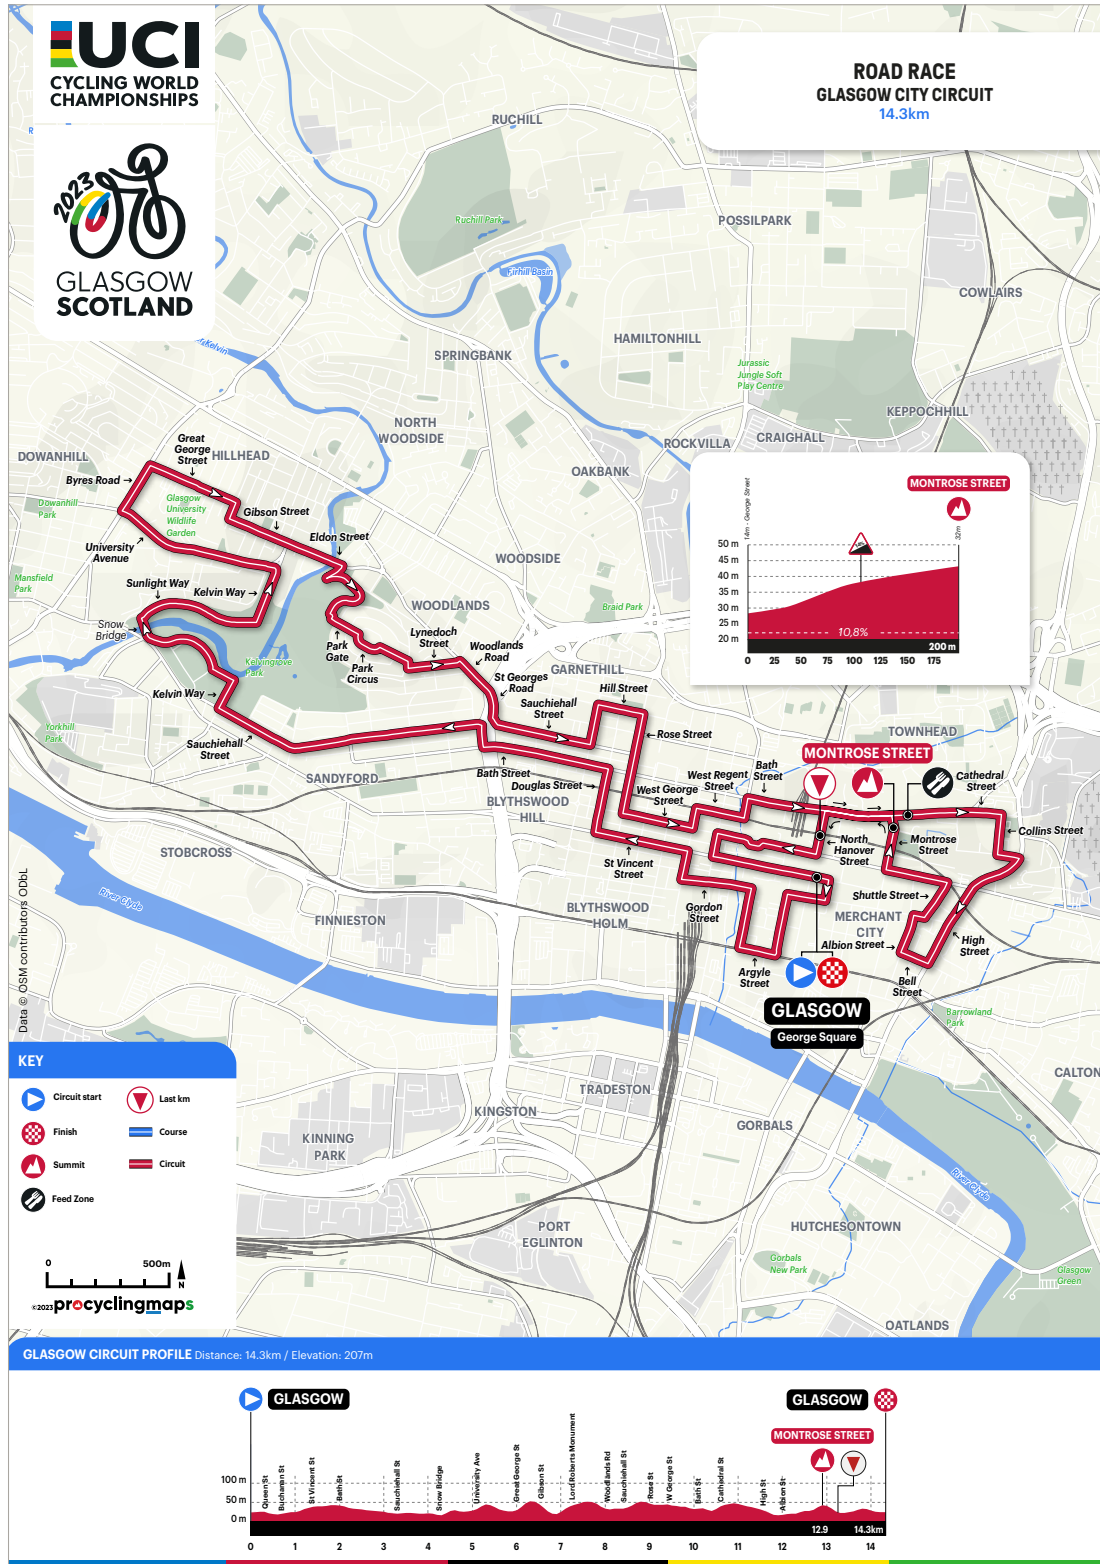 UCI
CYCLING WORLD
CHAMPIONSHIPS
2023
GLASGOW
SCOTLAND
ROAD RACE
GLASGOW CITY CIRCUIT
14.3km
RUCHILL
Ruchill Park
POSSILPARK
Firhill Basin
COWLAIRS
HAMILTONHILL
SPRINGBANK
Kelvin
Jurassic
Jungle Soft
Play Centre
KEPPOCHHILL
NORTH
WOODSIDE
ROCKVILLA
CRAIGHALL
OAKBANK
DOWANHILL
HILLHEAD
Great
George
Street
Byres Road
Dowanhill
Park
Glasgow
University
Wildlife
Garden
Gibson Street
Eldon Street
University
Avenue
WOODSIDE
Mansfield
Park
Sunlight Way
Kelvin Way
WOODLANDS
Braid Park
Snow
Bridge
Lynedoch
Street
Woodlands
Road
Park
Gate
Park
Circus
Kelvingrove
Park
GARNETHILL
St Georges
Road
Hill Street
Kelvin Way
Sauchiehall
Street
Rose Street
Yorkhill
Park
Sauchiehall
Street
SANDYFORD
Bath Street
Douglas Street
BLYTHSWOOD
HILL
West Regent
Street
West George
Street
Bath
Street
TOWNHEAD
MONTROSE STREET
Cathedral
Street
Collins Street
North
Hanover
Street
Montrose
Street
STOBCROSS
St Vincent
Street
Shuttle Street
River Clyde
FINNIESTON
BLYTHSWOOD
HOLM
Gordon
Street
MERCHANT
CITY
Albion Street
High
Street
Argyle
Street
Bell
Street
GLASGOW
George Square
Barrowland
Park
CALTON
TRADESTON
KINGSTON
GORBALS
KINNING
PARK
River Clyde
PORT
EGLINTON
HUTCHESONTOWN
Gorbals
New Park
Glasgow
Green
OATLANDS
MONTROSE STREET
14m - George Street
32m
50 m
45 m
40 m
35 m
30 m
25 m
20 m
10,8%
200 m
0 25 50 75 100 125 150 175
Data © OSM contributors ODbL
KEY
Circuit start
Last km
Finish
Course
Summit
Circuit
Feed Zone
0 500m
N
©2023 procyclingmaps
GLASGOW CIRCUIT PROFILE Distance: 14.3km / Elevation: 207m
GLASGOW
GLASGOW
MONTROSE STREET
100 m
50 m
0 m
Queen St
Buchanan St
St Vincent St
Bath St
Sauchiehall St
Snow Bridge
University Ave
Great George St
Gibson St
Lord Roberts Monument
Woodlands Rd
Sauchiehall St
Rose St
W George St
Bath St
Cathedral St
High St
Albion St
12.9 14.3km
0 1 2 3 4 5 6 7 8 9 10 11 12 13 14